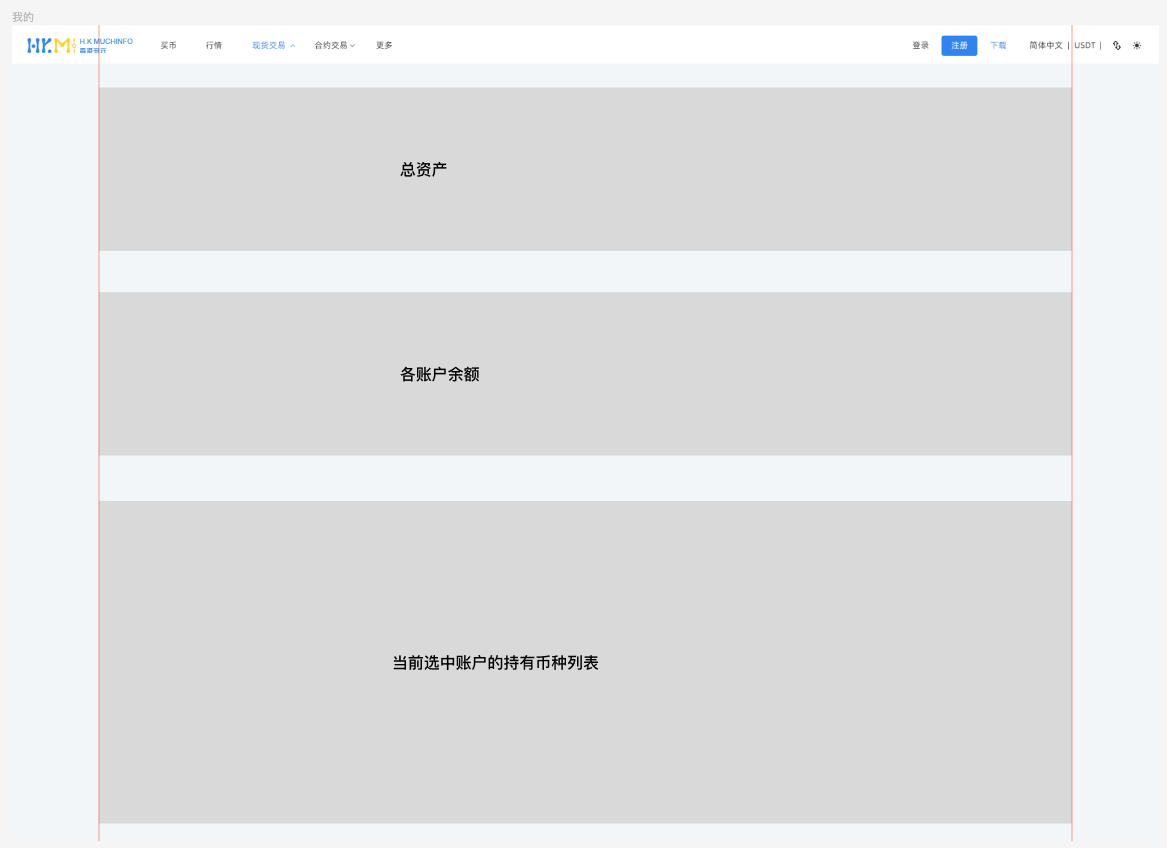 我的
H.K MUCHINFO
买币 行情 现货交易 合约交易 更多 登录 注册 下载 简体中文 | USDT |
总资产
各账户余额
当前选中账户的持有币种列表